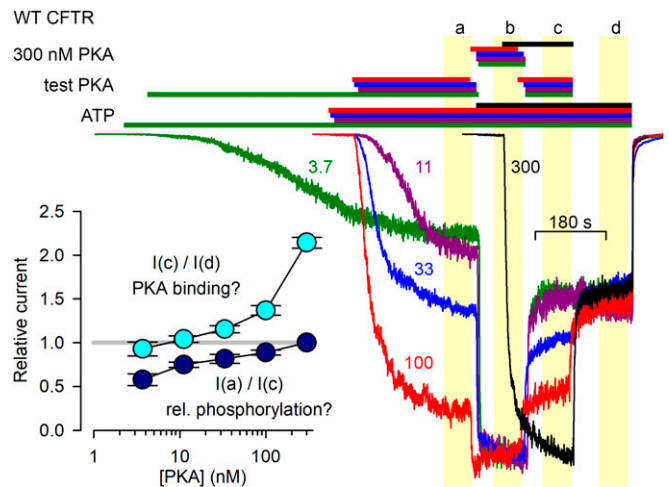 WT CFTR
a b c d
300 nM PKA
test PKA
ATP
3.7 11 300
180 s
33
100
2.5
2.0
1.5
1.0
0.5
0.0
Relative current
I(c) / I(d)
PKA binding?
I(a) / I(c)
rel. phosphorylation?
1 10 100
[PKA] (nM)